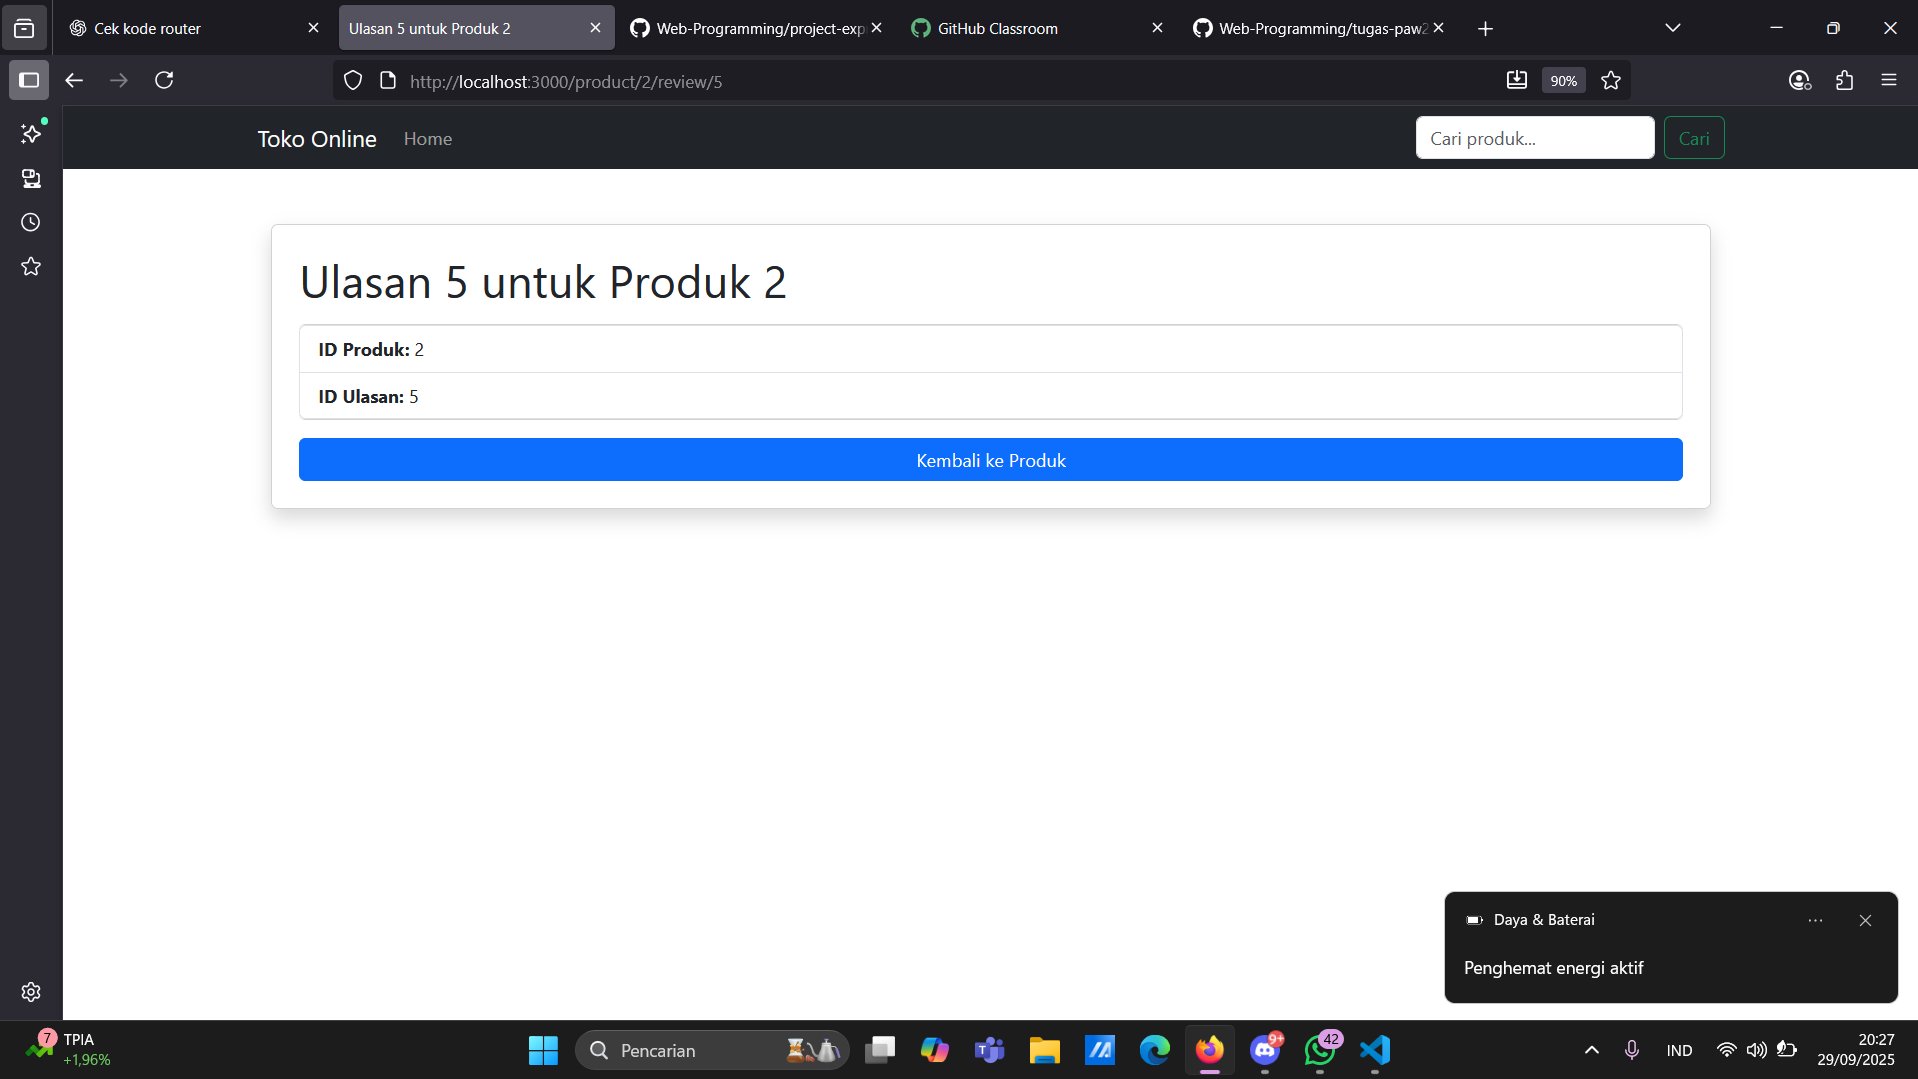 Cek kode router
Ulasan 5 untuk Produk 2
Web-Programming/project-exp
GitHub Classroom
Web-Programming/tugas-paw2
http://localhost:3000/product/2/review/5
90%
Toko Online
Home
Cari produk...
Cari
Ulasan 5 untuk Produk 2
ID Produk: 2
ID Ulasan: 5
Kembali ke Produk
Daya & Baterai
Penghemat energi aktif
7
TPIA
+1,96%
Pencarian
9+
42
IND
20:27
29/09/2025